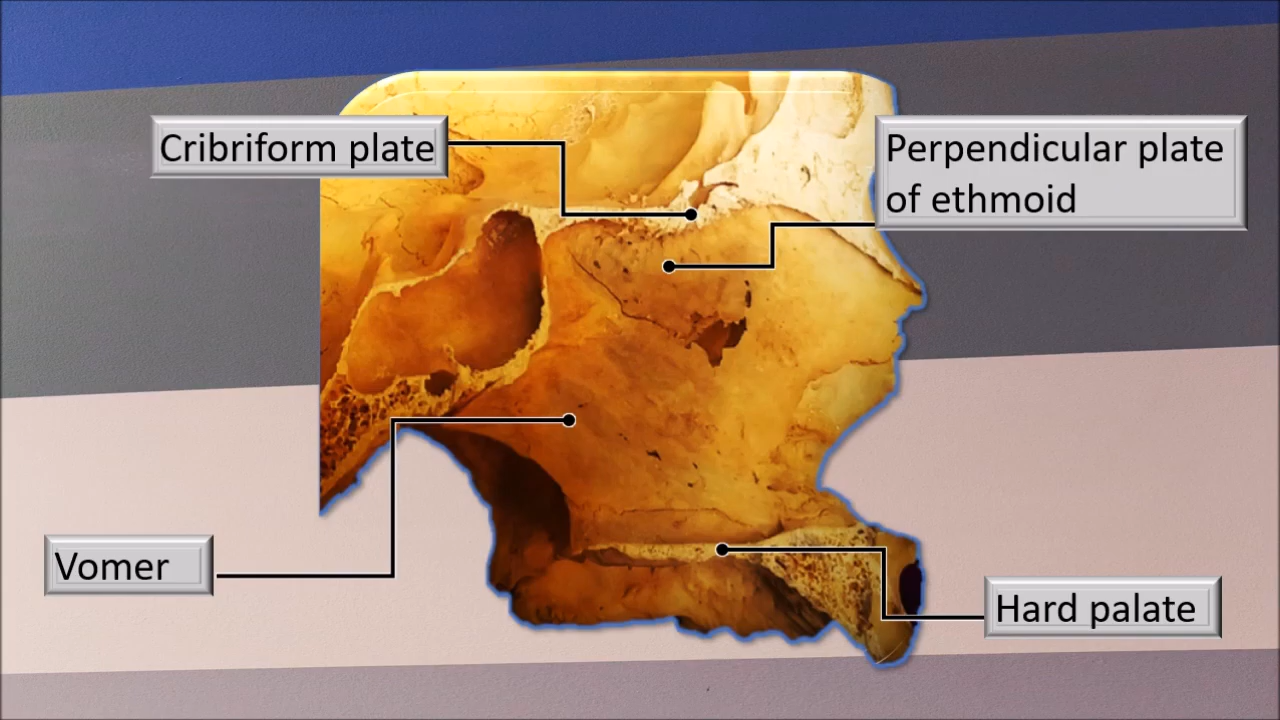 Cribriform plate
Perpendicular plate
of ethmoid
Vomer
Hard palate